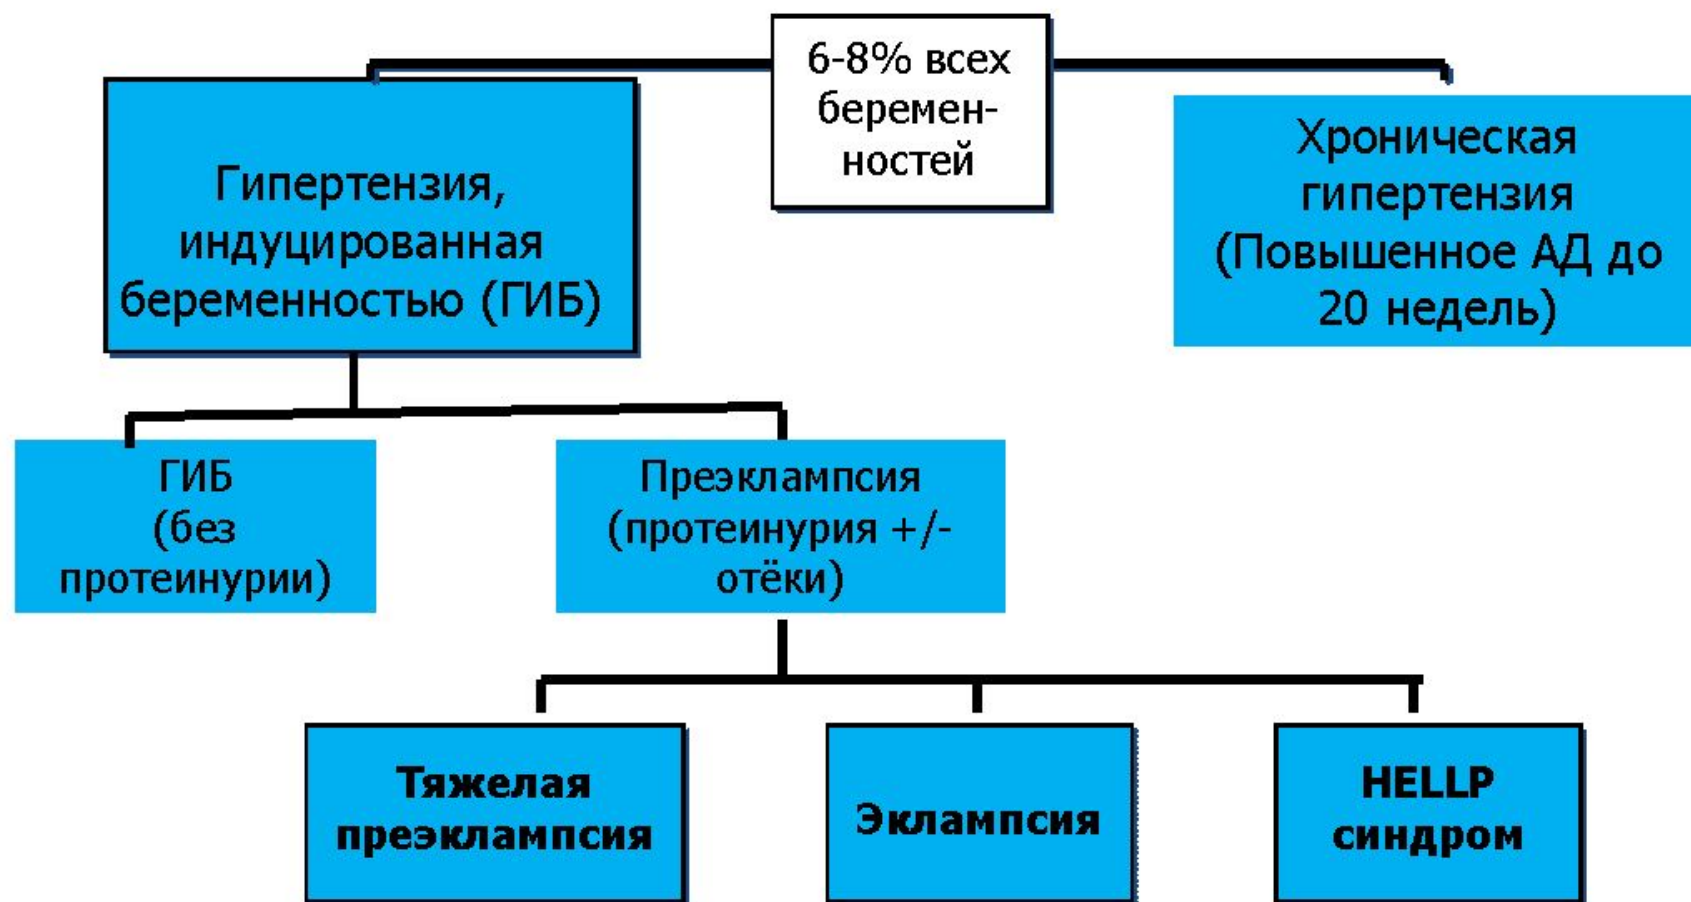 6-8% всех
беремен-
ностей
Гипертензия,
индуцированная
беременностью (ГИБ)
Хроническая
гипертензия
(Повышенное АД до
20 недель)
ГИБ
(без
протеинурии)
Преэклампсия
(протеинурия +/-
отёки)
Тяжелая
преэклампсия
Эклампсия
HELLP
синдром